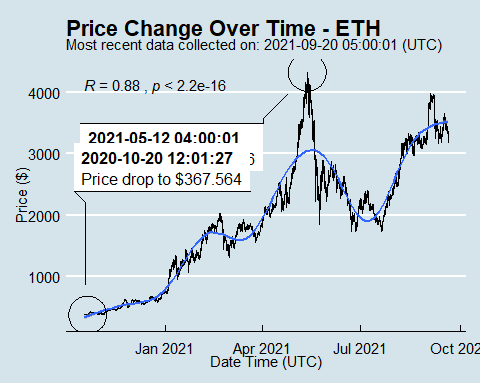 Price Change Over Time - ETH
Most recent data collected on: 2021-09-20 05:00:01 (UTC)
R = 0.88 , p < 2.2e-16
2021-05-12 04:00:01
2020-10-20 12:01:27
6
Price drop to $367.564
Price ($)
4000
3000
2000
1000
Jan 2021
Apr 2021
Jul 2021
Oct 202
Date Time (UTC)